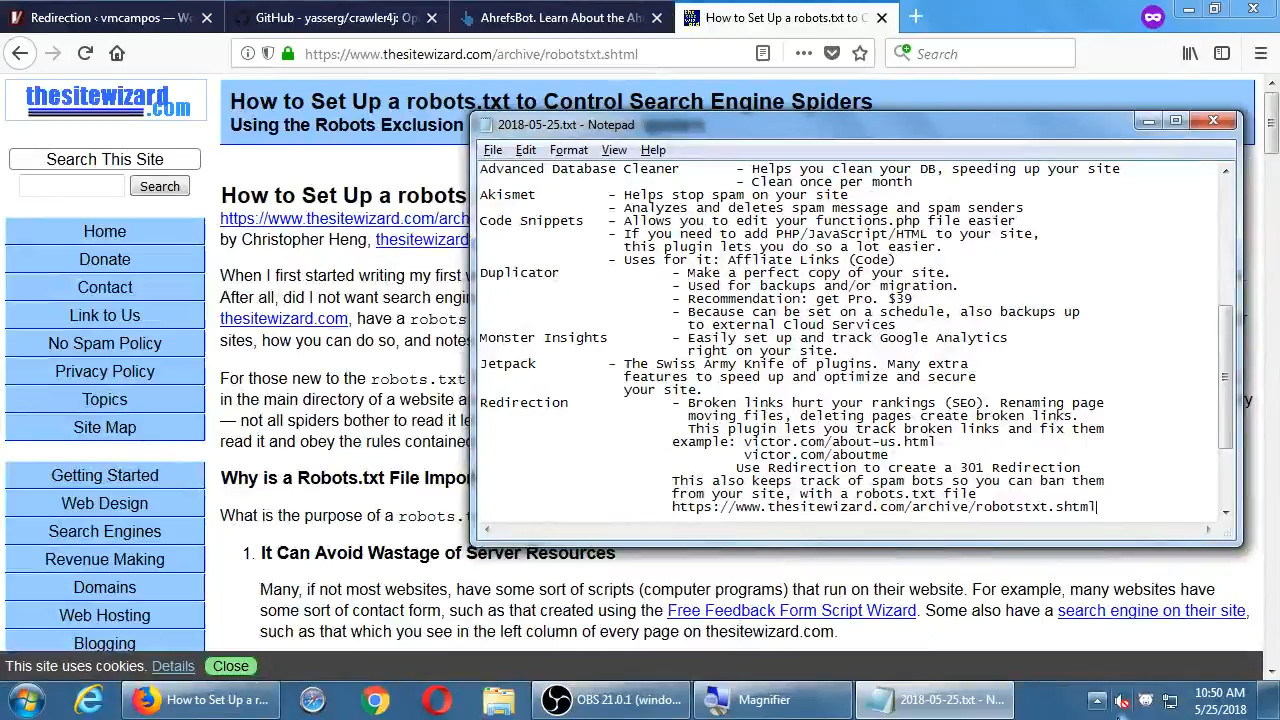 Redirection ‹ vmcampos — Wo
GitHub - yasserg/crawler4j: Op
AhrefsBot. Learn About the Ah
How to Set Up a robots.txt to C
https://www.thesitewizard.com/archive/robotstxt.shtml
Search
thesitewizard
.com
Search This Site
Search
Home
Donate
Contact
Link to Us
No Spam Policy
Privacy Policy
Topics
Site Map
Getting Started
Web Design
Search Engines
Revenue Making
Domains
Web Hosting
Blogging
How to Set Up a robots.txt to Control Search Engine Spiders
Using the Robots Exclusion
How to Set Up a robots
https://www.thesitewizard.com/arch
by Christopher Heng, thesitewizard
When I first started writing my first w
After all, did I not want search engin
thesitewizard.com, have a robots
sites, how you can do so, and notes
For those new to the robots.txt
in the main directory of a website a
— not all spiders bother to read it le
read it and obey the rules contained
Why is a Robots.txt File Impor
What is the purpose of a robots.t
1. It Can Avoid Wastage of Server Resources
Many, if not most websites, have some sort of scripts (computer programs) that run on their website. For example, many websites have
some sort of contact form, such as that created using the Free Feedback Form Script Wizard. Some also have a search engine on their site,
such as that which you see in the left column of every page on thesitewizard.com.
2018-05-25.txt - Notepad
File Edit Format View Help
Advanced Database Cleaner - Helps you clean your DB, speeding up your site
- Clean once per month
Akismet - Helps stop spam on your site
- Analyzes and deletes spam message and spam senders
Code Snippets - Allows you to edit your functions.php file easier
- If you need to add PHP/JavaScript/HTML to your site,
this plugin lets you do so a lot easier.
- Uses for it: Affliate Links (Code)
Duplicator - Make a perfect copy of your site.
- Used for backups and/or migration.
- Recommendation: get Pro. $39
- Because can be set on a schedule, also backups up
to external Cloud Services
Monster Insights - Easily set up and track Google Analytics
right on your site.
Jetpack - The Swiss Army Knife of plugins. Many extra
features to speed up and optimize and secure
your site.
Redirection - Broken links hurt your rankings (SEO). Renaming page
moving files, deleting pages create broken links.
This plugin lets you track broken links and fix them
example: victor.com/about-us.html
victor.com/aboutme
Use Redirection to create a 301 Redirection
This also keeps track of spam bots so you can ban them
from your site, with a robots.txt file
https://www.thesitewizard.com/archive/robotstxt.shtml
This site uses cookies. Details Close
How to Set Up a r...
OBS 21.0.1 (windo...
Magnifier
2018-05-25.txt - N...
10:50 AM
5/25/2018